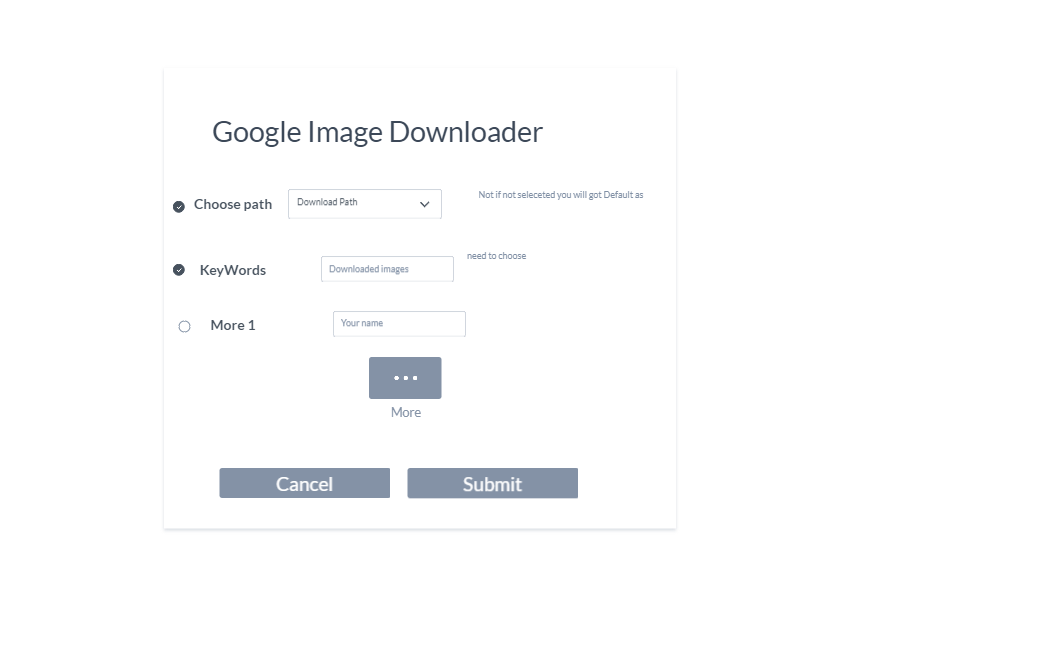 Google Image Downloader
Not if not seleceted you will got Default as
Choose path
Download Path
need to choose
KeyWords
Downloaded images
More 1
Your name
More
Cancel
Submit